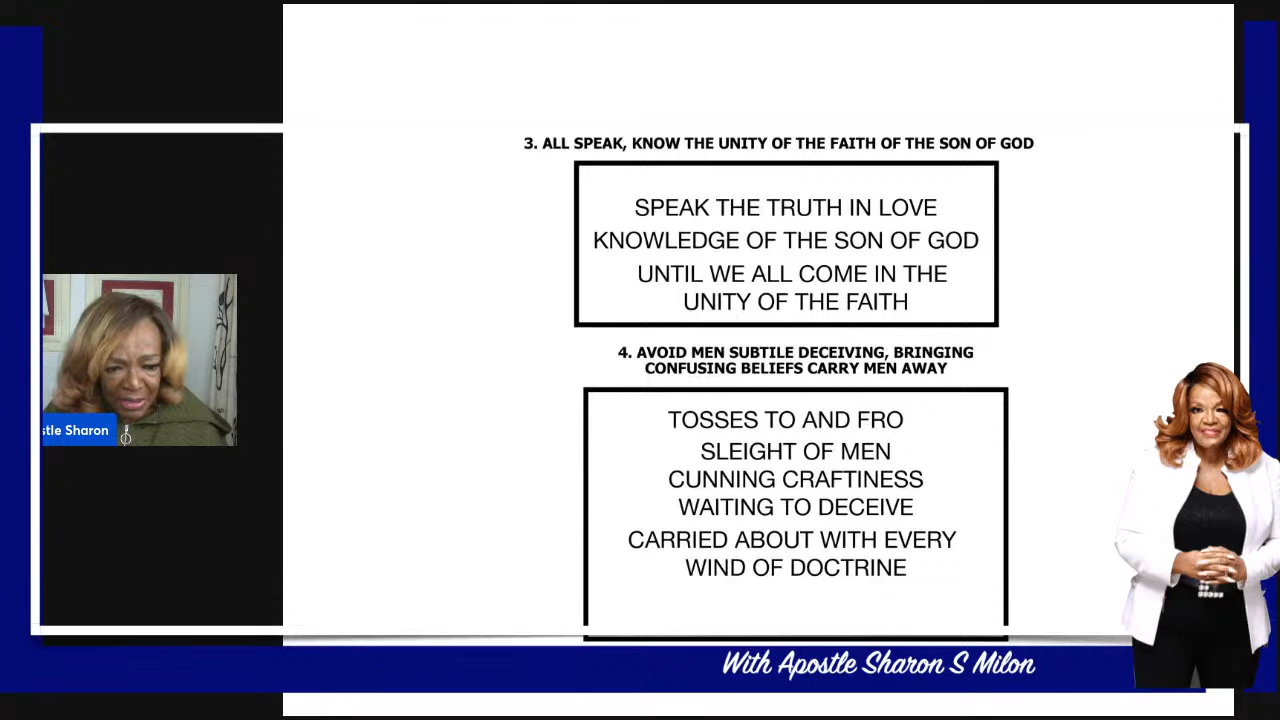 3. ALL SPEAK, KNOW THE UNITY OF THE FAITH OF THE SON OF GOD
SPEAK THE TRUTH IN LOVE
KNOWLEDGE OF THE SON OF GOD
UNTIL WE ALL COME IN THE
UNITY OF THE FAITH
4. AVOID MEN SUBTILE DECEIVING, BRINGING
CONFUSING BELIEFS CARRY MEN AWAY
TOSSES TO AND FRO
SLEIGHT OF MEN
CUNNING CRAFTINESS
WAITING TO DECEIVE
CARRIED ABOUT WITH EVERY
WIND OF DOCTRINE
stle Sharon
With Apostle Sharon S Milon